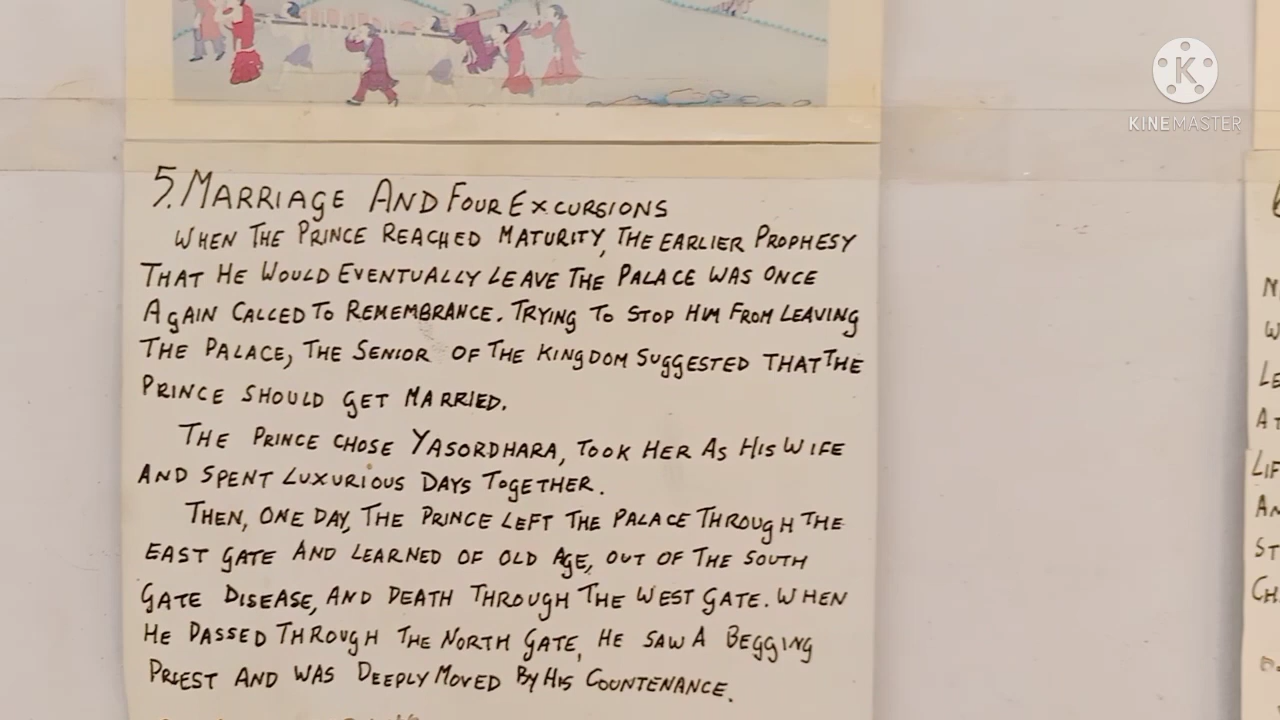 KINEMASTER
5. MARRIAGE AND FOUR EXCURSIONS
WHEN THE PRINCE REACHED MATURITY, THE EARLIER PROPHESY
THAT HE WOULD EVENTUALLY LEAVE THE PALACE WAS ONCE
AGAIN CALLED TO REMEMBRANCE. TRYING TO STOP HIM FROM LEAVING
THE PALACE, THE SENIOR OF THE KINGDOM SUGGESTED THAT THE
PRINCE SHOULD GET MARRIED.
THE PRINCE CHOSE YASORDHARA, TOOK HER AS HIS WIFE
AND SPENT LUXURIOUS DAYS TOGETHER.
THEN, ONE DAY, THE PRINCE LEFT THE PALACE THROUGH THE
EAST GATE AND LEARNED OF OLD AGE, OUT OF THE SOUTH
GATE DISEASE, AND DEATH THROUGH THE WEST GATE. WHEN
HE PASSED THROUGH THE NORTH GATE, HE SAW A BEGGING
PRIEST AND WAS DEEPLY MOVED BY HIS COUNTENANCE.